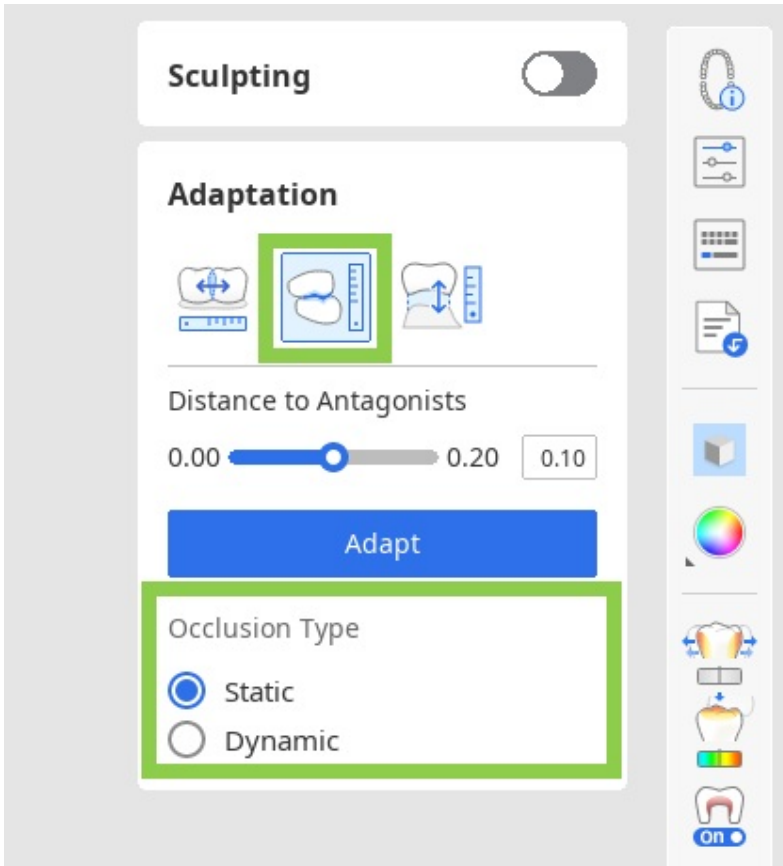 Sculpting
Adaptation
Distance to Antagonists
0.00 0.20 0.10
Adapt
Occlusion Type
Static
Dynamic
On